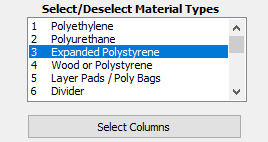 Select/Deselect Material Types
1 Polyethylene
2 Polyurethane
3 Expanded Polystyrene
4 Wood or Polystyrene
5 Layer Pads / Poly Bags
6 Divider
Select Columns